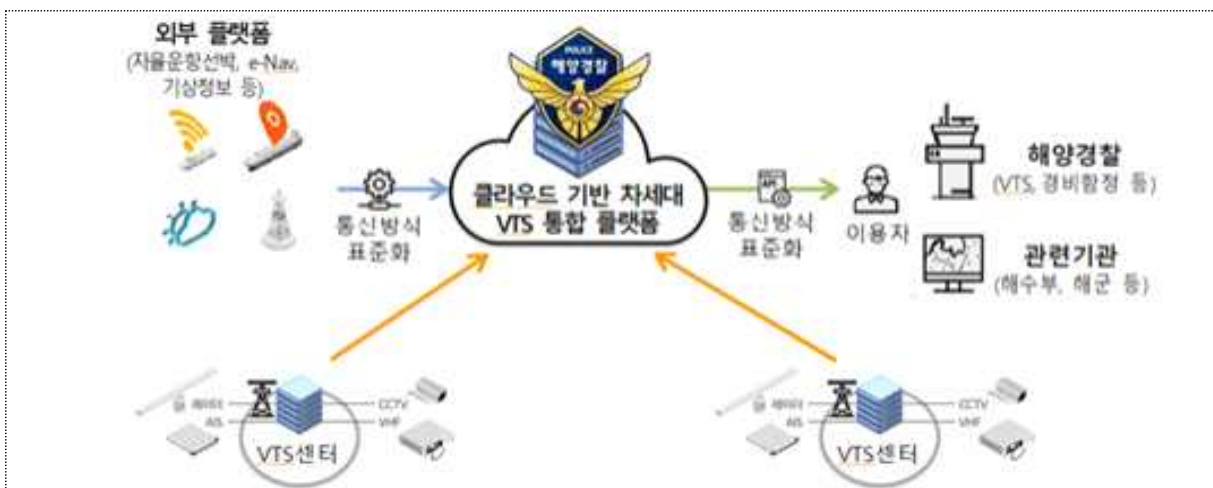 외부 플랫폼
(자율운항선박, e-Nav,
기상정보 등)
POLICE
해양경찰
클라우드 기반 차세대
VTS 통합 플랫폼
통신방식
표준화
API
통신방식
표준화
이용자
해양경찰
(VTS, 경비함정 등)
관련기관
(해수부, 해군 등)
레이더
AIS
CCTV
VHF
VTS센터
레이더
AIS
CCTV
VHF
VTS센터